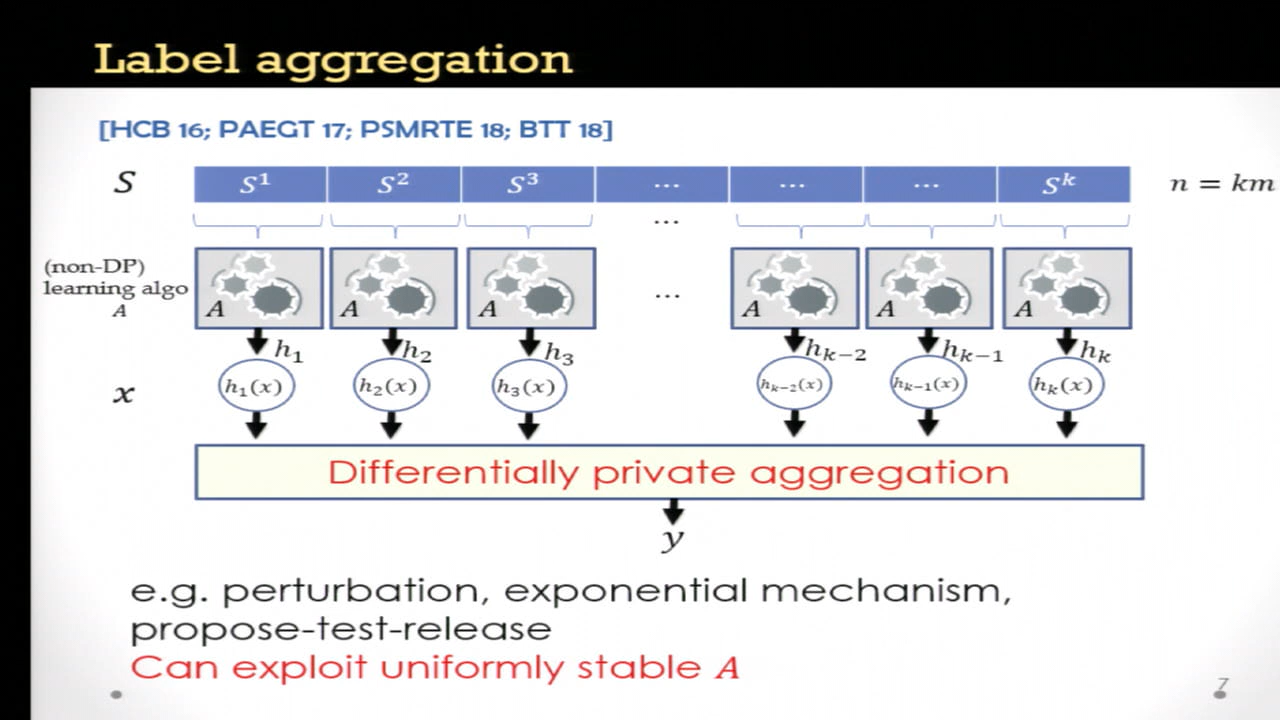 Label aggregation
[HCB 16; PAEGT 17; PSMRTE 18; BTT 18]
S S¹ S² S³ ... ... ... Sᵏ n = km
...
(non-DP)
learning algo
A
A A A ... A A A
h₁ h₂ h₃ hₖ₋₂ hₖ₋₁ hₖ
x h₁(x) h₂(x) h₃(x) hₖ₋₂(x) hₖ₋₁(x) hₖ(x)
Differentially private aggregation
y
e.g. perturbation, exponential mechanism,
propose-test-release
Can exploit uniformly stable A
7